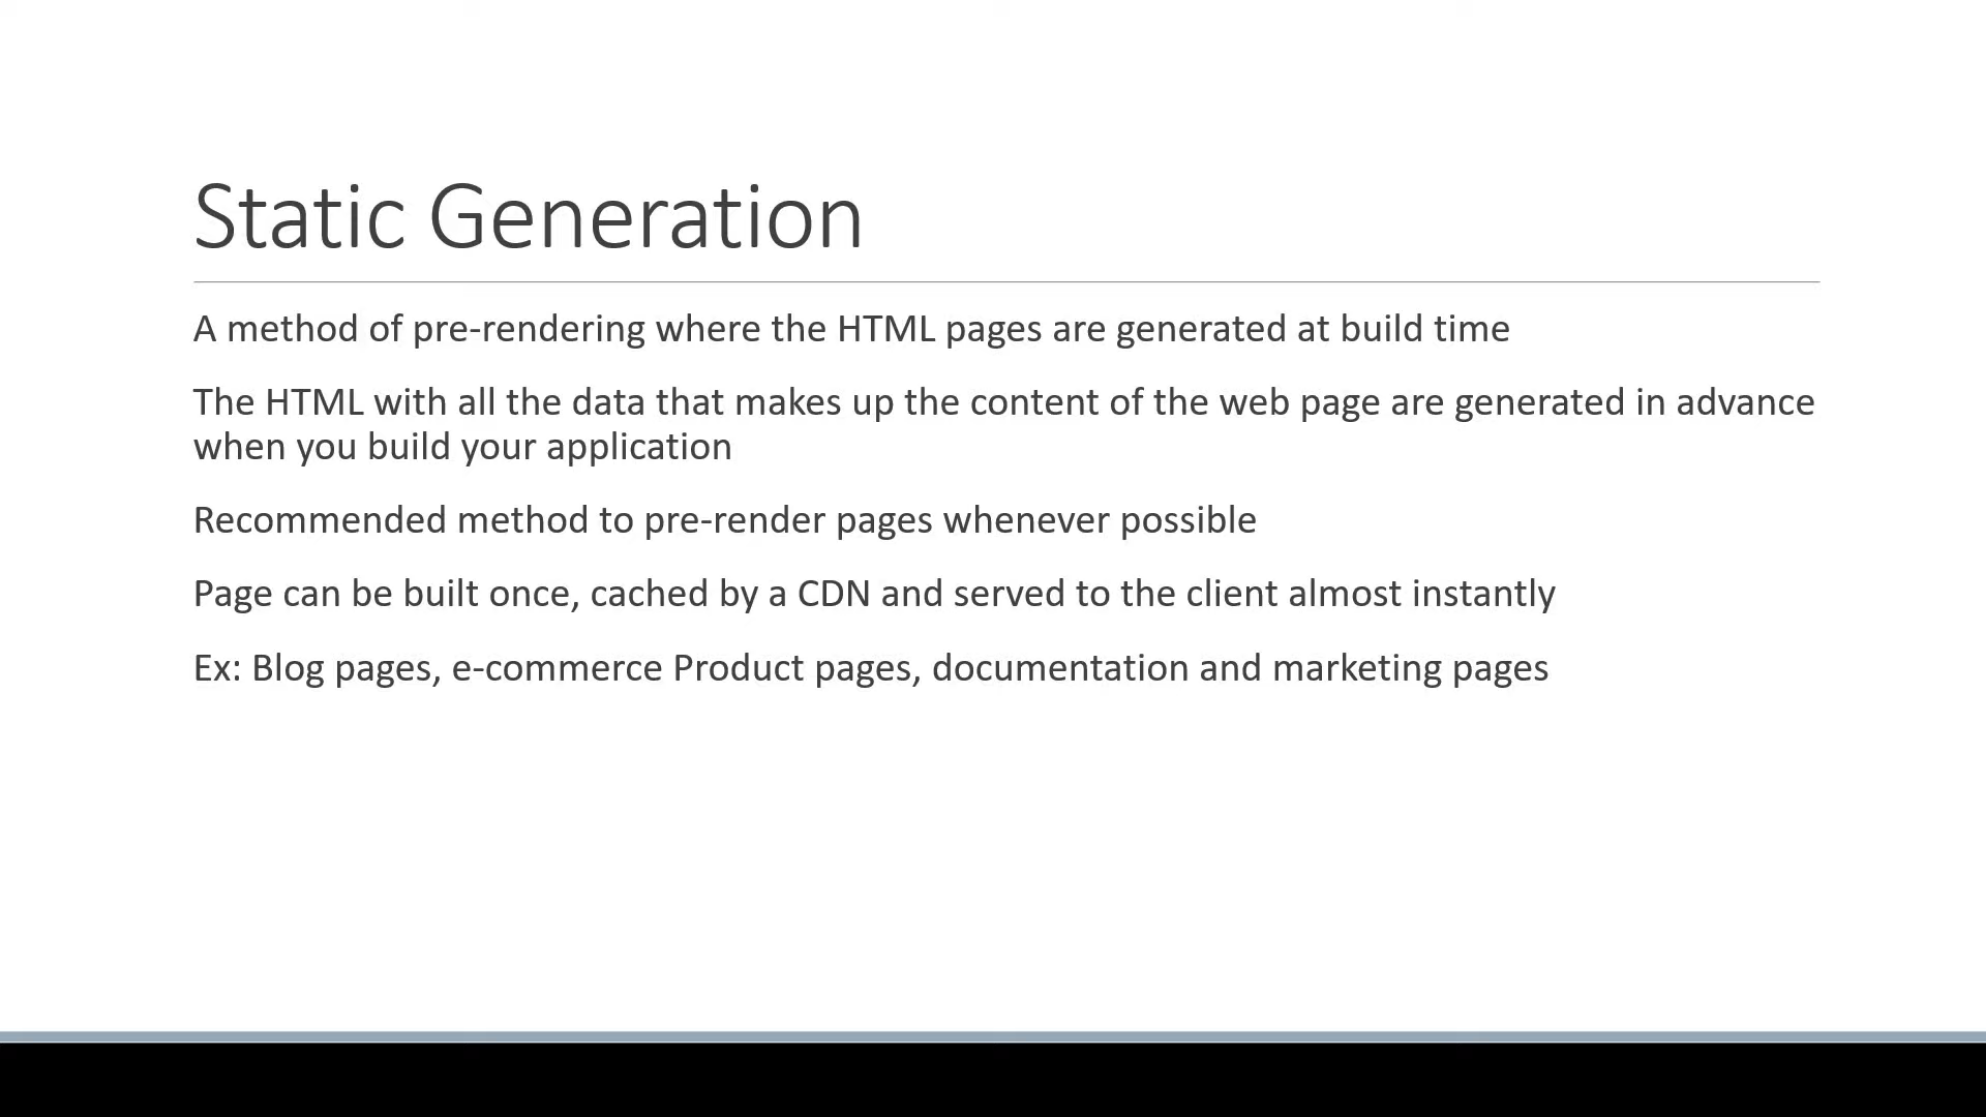 Static Generation
A method of pre-rendering where the HTML pages are generated at build time
The HTML with all the data that makes up the content of the web page are generated in advance
when you build your application
Recommended method to pre-render pages whenever possible
Page can be built once, cached by a CDN and served to the client almost instantly
Ex: Blog pages, e-commerce Product pages, documentation and marketing pages